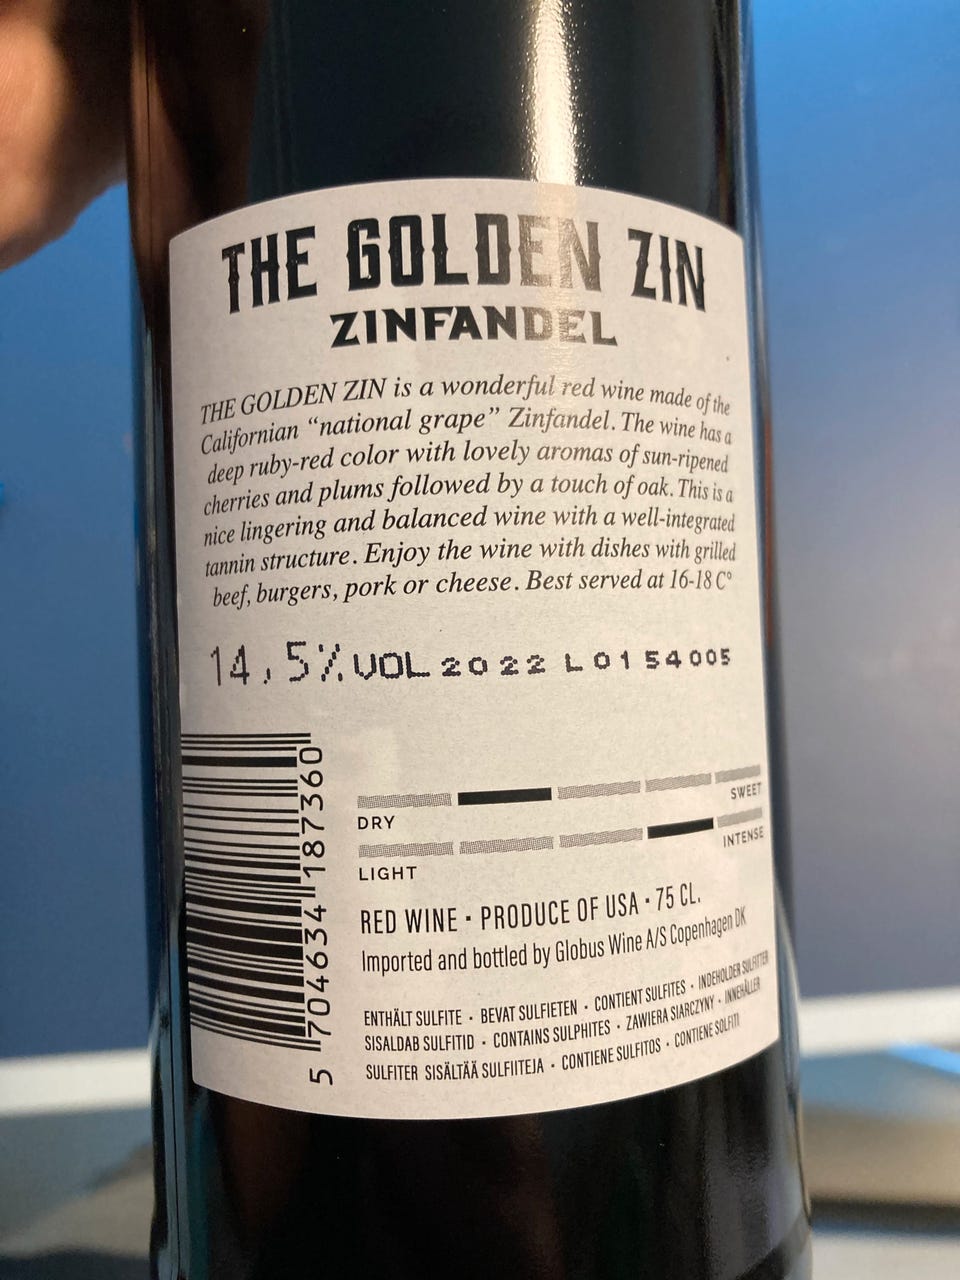 THE GOLDEN ZIN
ZINFANDEL
THE GOLDEN ZIN is a wonderful red wine made of the
Californian “national grape” Zinfandel. The wine has a
deep ruby-red color with lovely aromas of sun-ripened
cherries and plums followed by a touch of oak. This is a
nice lingering and balanced wine with a well-integrated
tannin structure. Enjoy the wine with dishes with grilled
beef, burgers, pork or cheese. Best served at 16-18 C°
14,5%VOL 2022 L0154005
DRY SWEET
LIGHT INTENSE
RED WINE · PRODUCE OF USA · 75 CL.
Imported and bottled by Globus Wine A/S Copenhagen DK
ENTHÄLT SULFITE · BEVAT SULFIETEN · CONTIENT SULFITES · INDEHOLDER SULFITTER
SISALDAB SULFITID · CONTAINS SULPHITES · ZAWIERA SIARCZYNY · INNEHÅLLER
SULFITER SISÄLTÄÄ SULFIITEJA · CONTIENE SULFITOS · CONTIENE SOLFITI
5 704634 187360